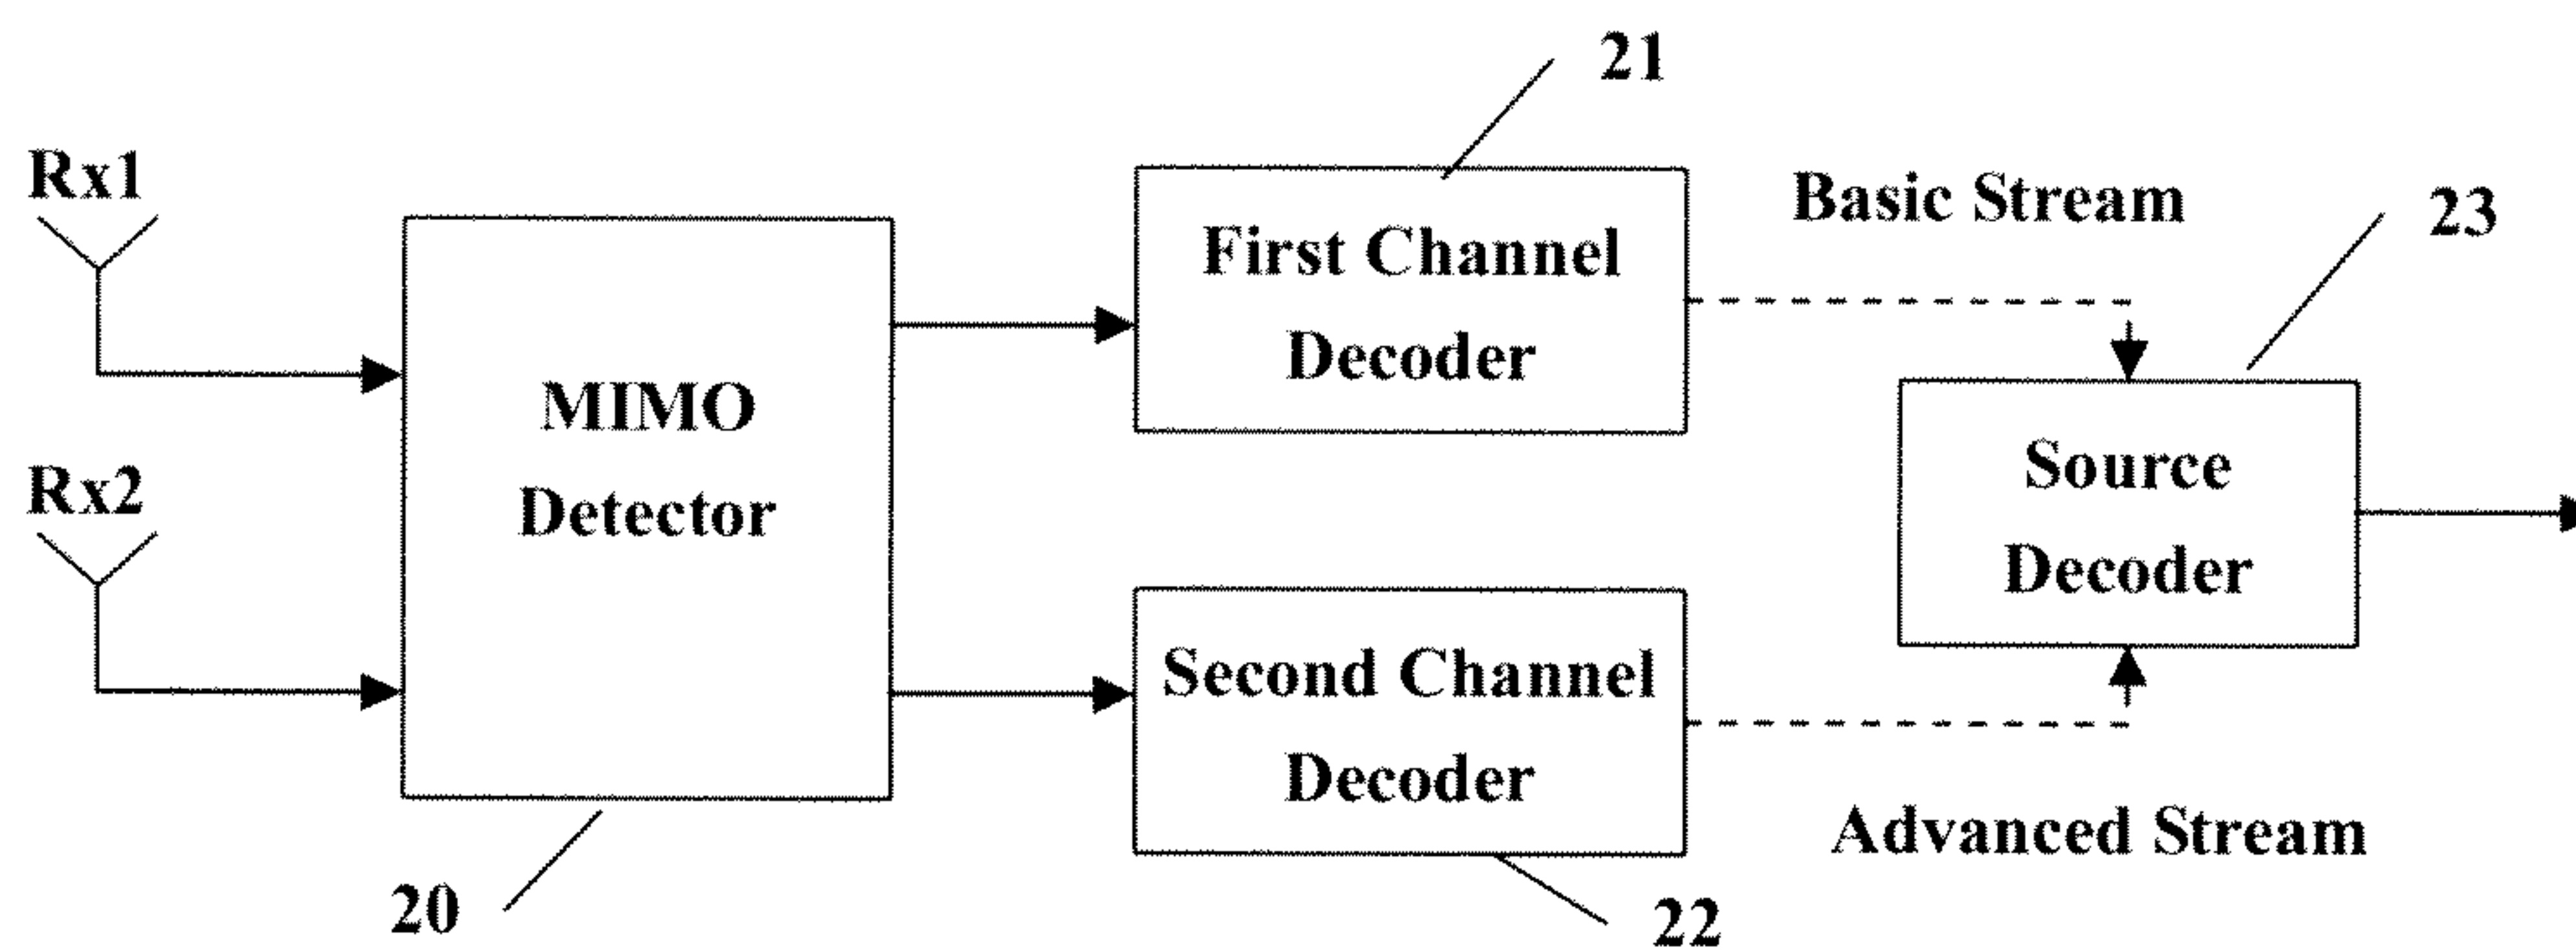 21
Rx1
Basic Stream
23
First Channel
Decoder
MIMO
Detector
Rx2
Source
Decoder
Second Channel
Decoder
Advanced Stream
20
22